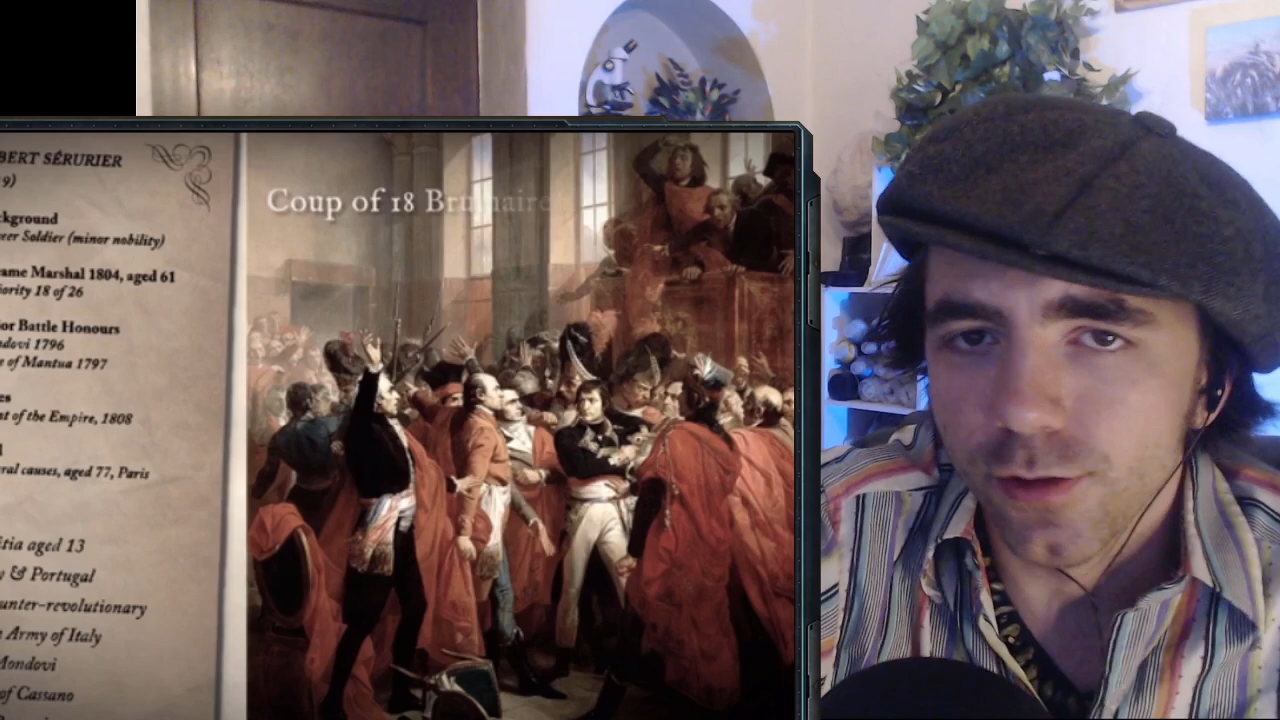 BERT SÉRURIER
9)
ckground
eer Soldier (minor nobility)
ame Marshal 1804, aged 61
iority 18 of 26
or Battle Honours
ndovi 1796
e of Mantua 1797
es
nt of the Empire, 1808
l
ral causes, aged 77, Paris
itia aged 13
y & Portugal
unter-revolutionary
Army of Italy
Mondovi
of Cassano
Coup of 18 Brumaire